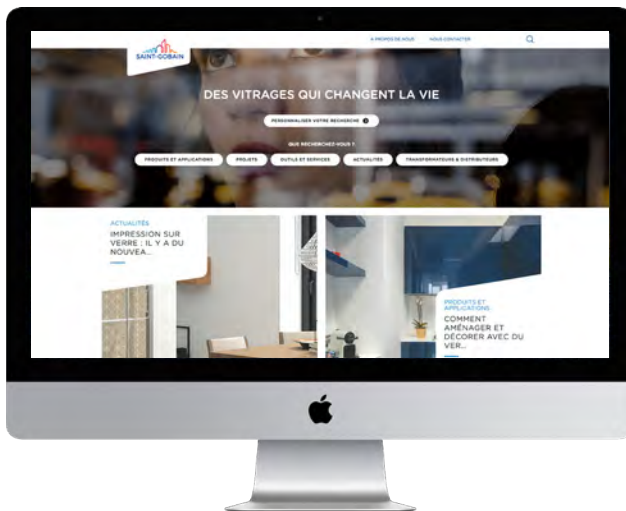 SAINT-GOBAIN
A PROPOS DE NOUS NOUS CONTACTER
DES VITRAGES QUI CHANGENT LA VIE
PERSONNALISER VOTRE RECHERCHE
QUE RECHERCHEZ-VOUS ?
PRODUITS ET APPLICATIONS PROJETS OUTILS ET SERVICES ACTUALITÉS TRANSFORMATEURS & DISTRIBUTEURS
ACTUALITÉS
IMPRESSION SUR
VERRE : IL Y A DU
NOUVEA...
PRODUITS ET
APPLICATIONS
COMMENT
AMÉNAGER ET
DÉCORER AVEC DU
VER...